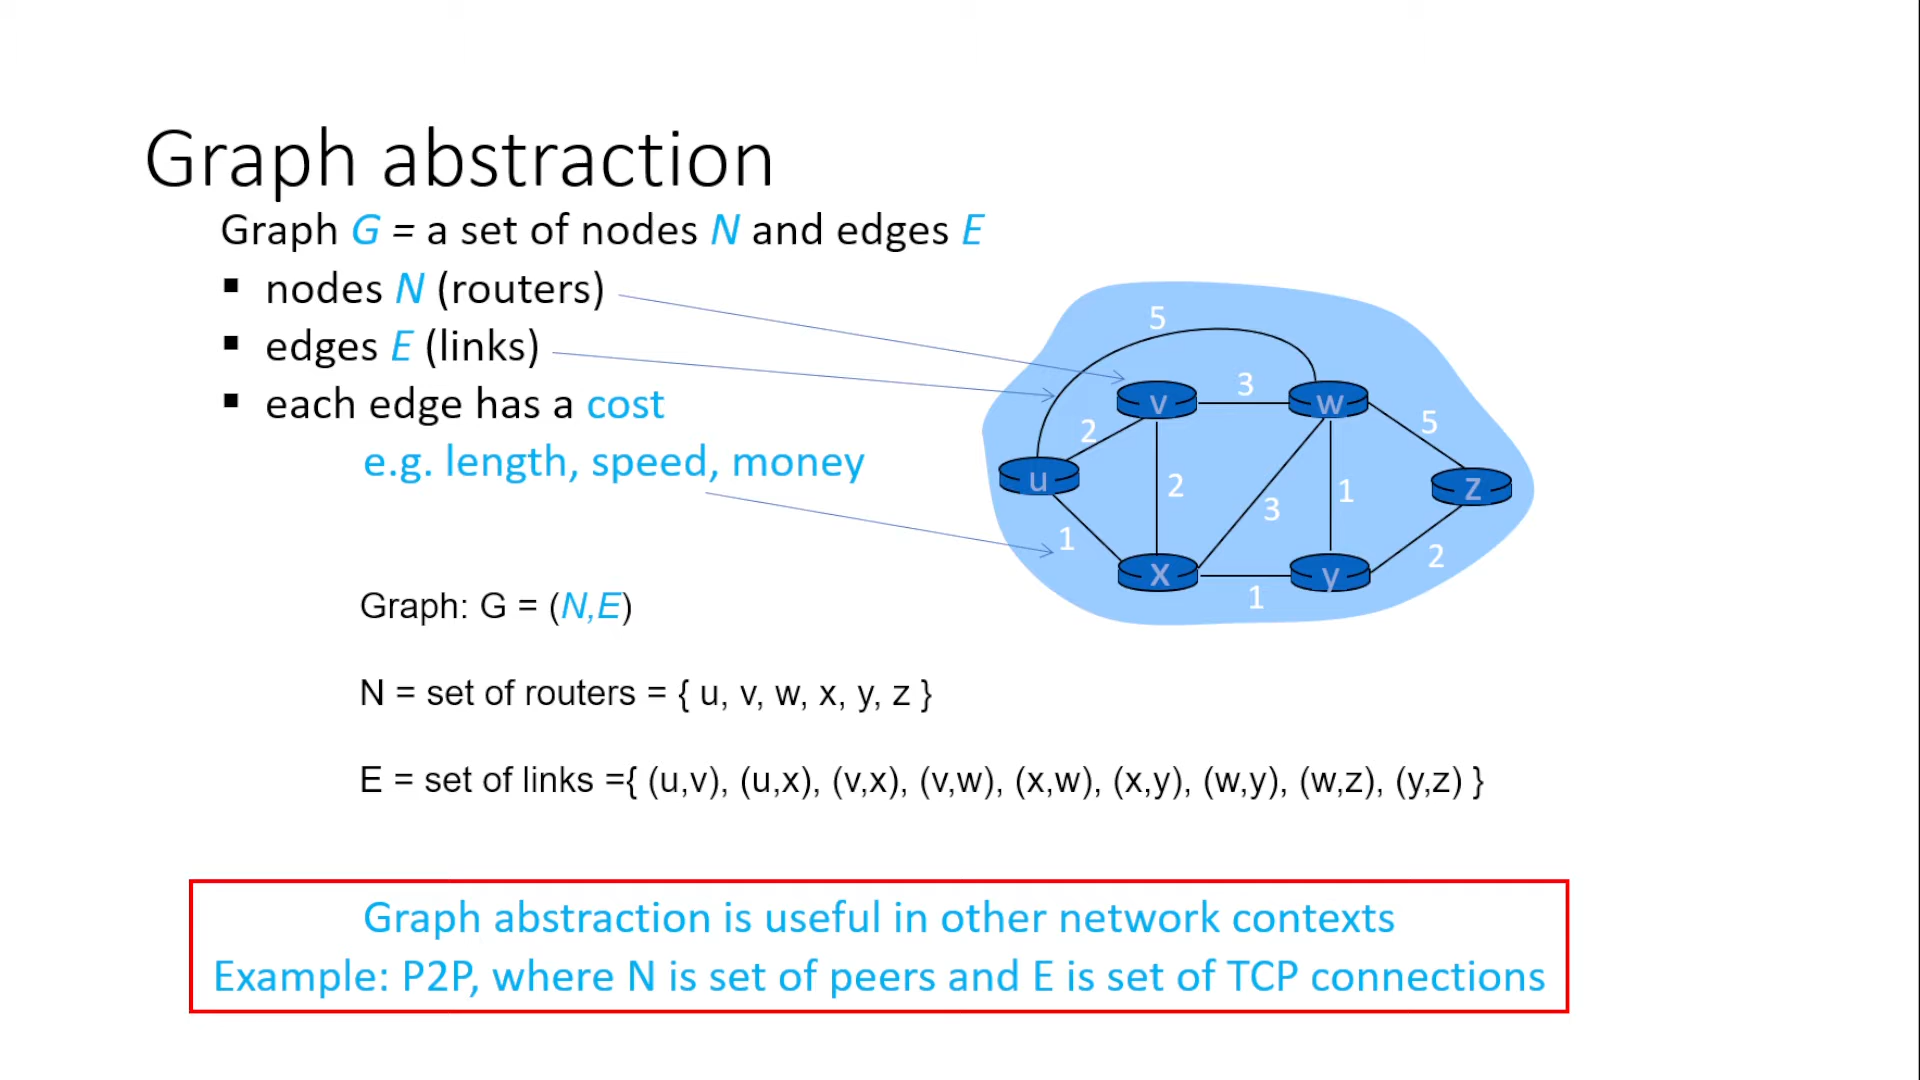 Graph abstraction
Graph G = a set of nodes N and edges E
▪ nodes N (routers)
▪ edges E (links)
▪ each edge has a cost
e.g. length, speed, money
5
v
3
w
2
5
u
2
3
1
z
1
2
x
y
1
Graph: G = (N,E)
N = set of routers = { u, v, w, x, y, z }
E = set of links ={ (u,v), (u,x), (v,x), (v,w), (x,w), (x,y), (w,y), (w,z), (y,z) }
Graph abstraction is useful in other network contexts
Example: P2P, where N is set of peers and E is set of TCP connections